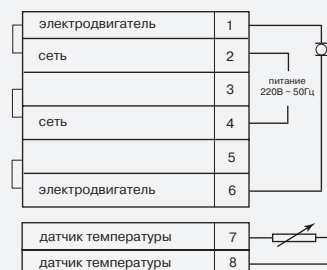 электродвигатель 1
сеть 2
3
сеть 4
5
электродвигатель 6
питание
220В ~ 50Гц
датчик температуры 7
датчик температуры 8